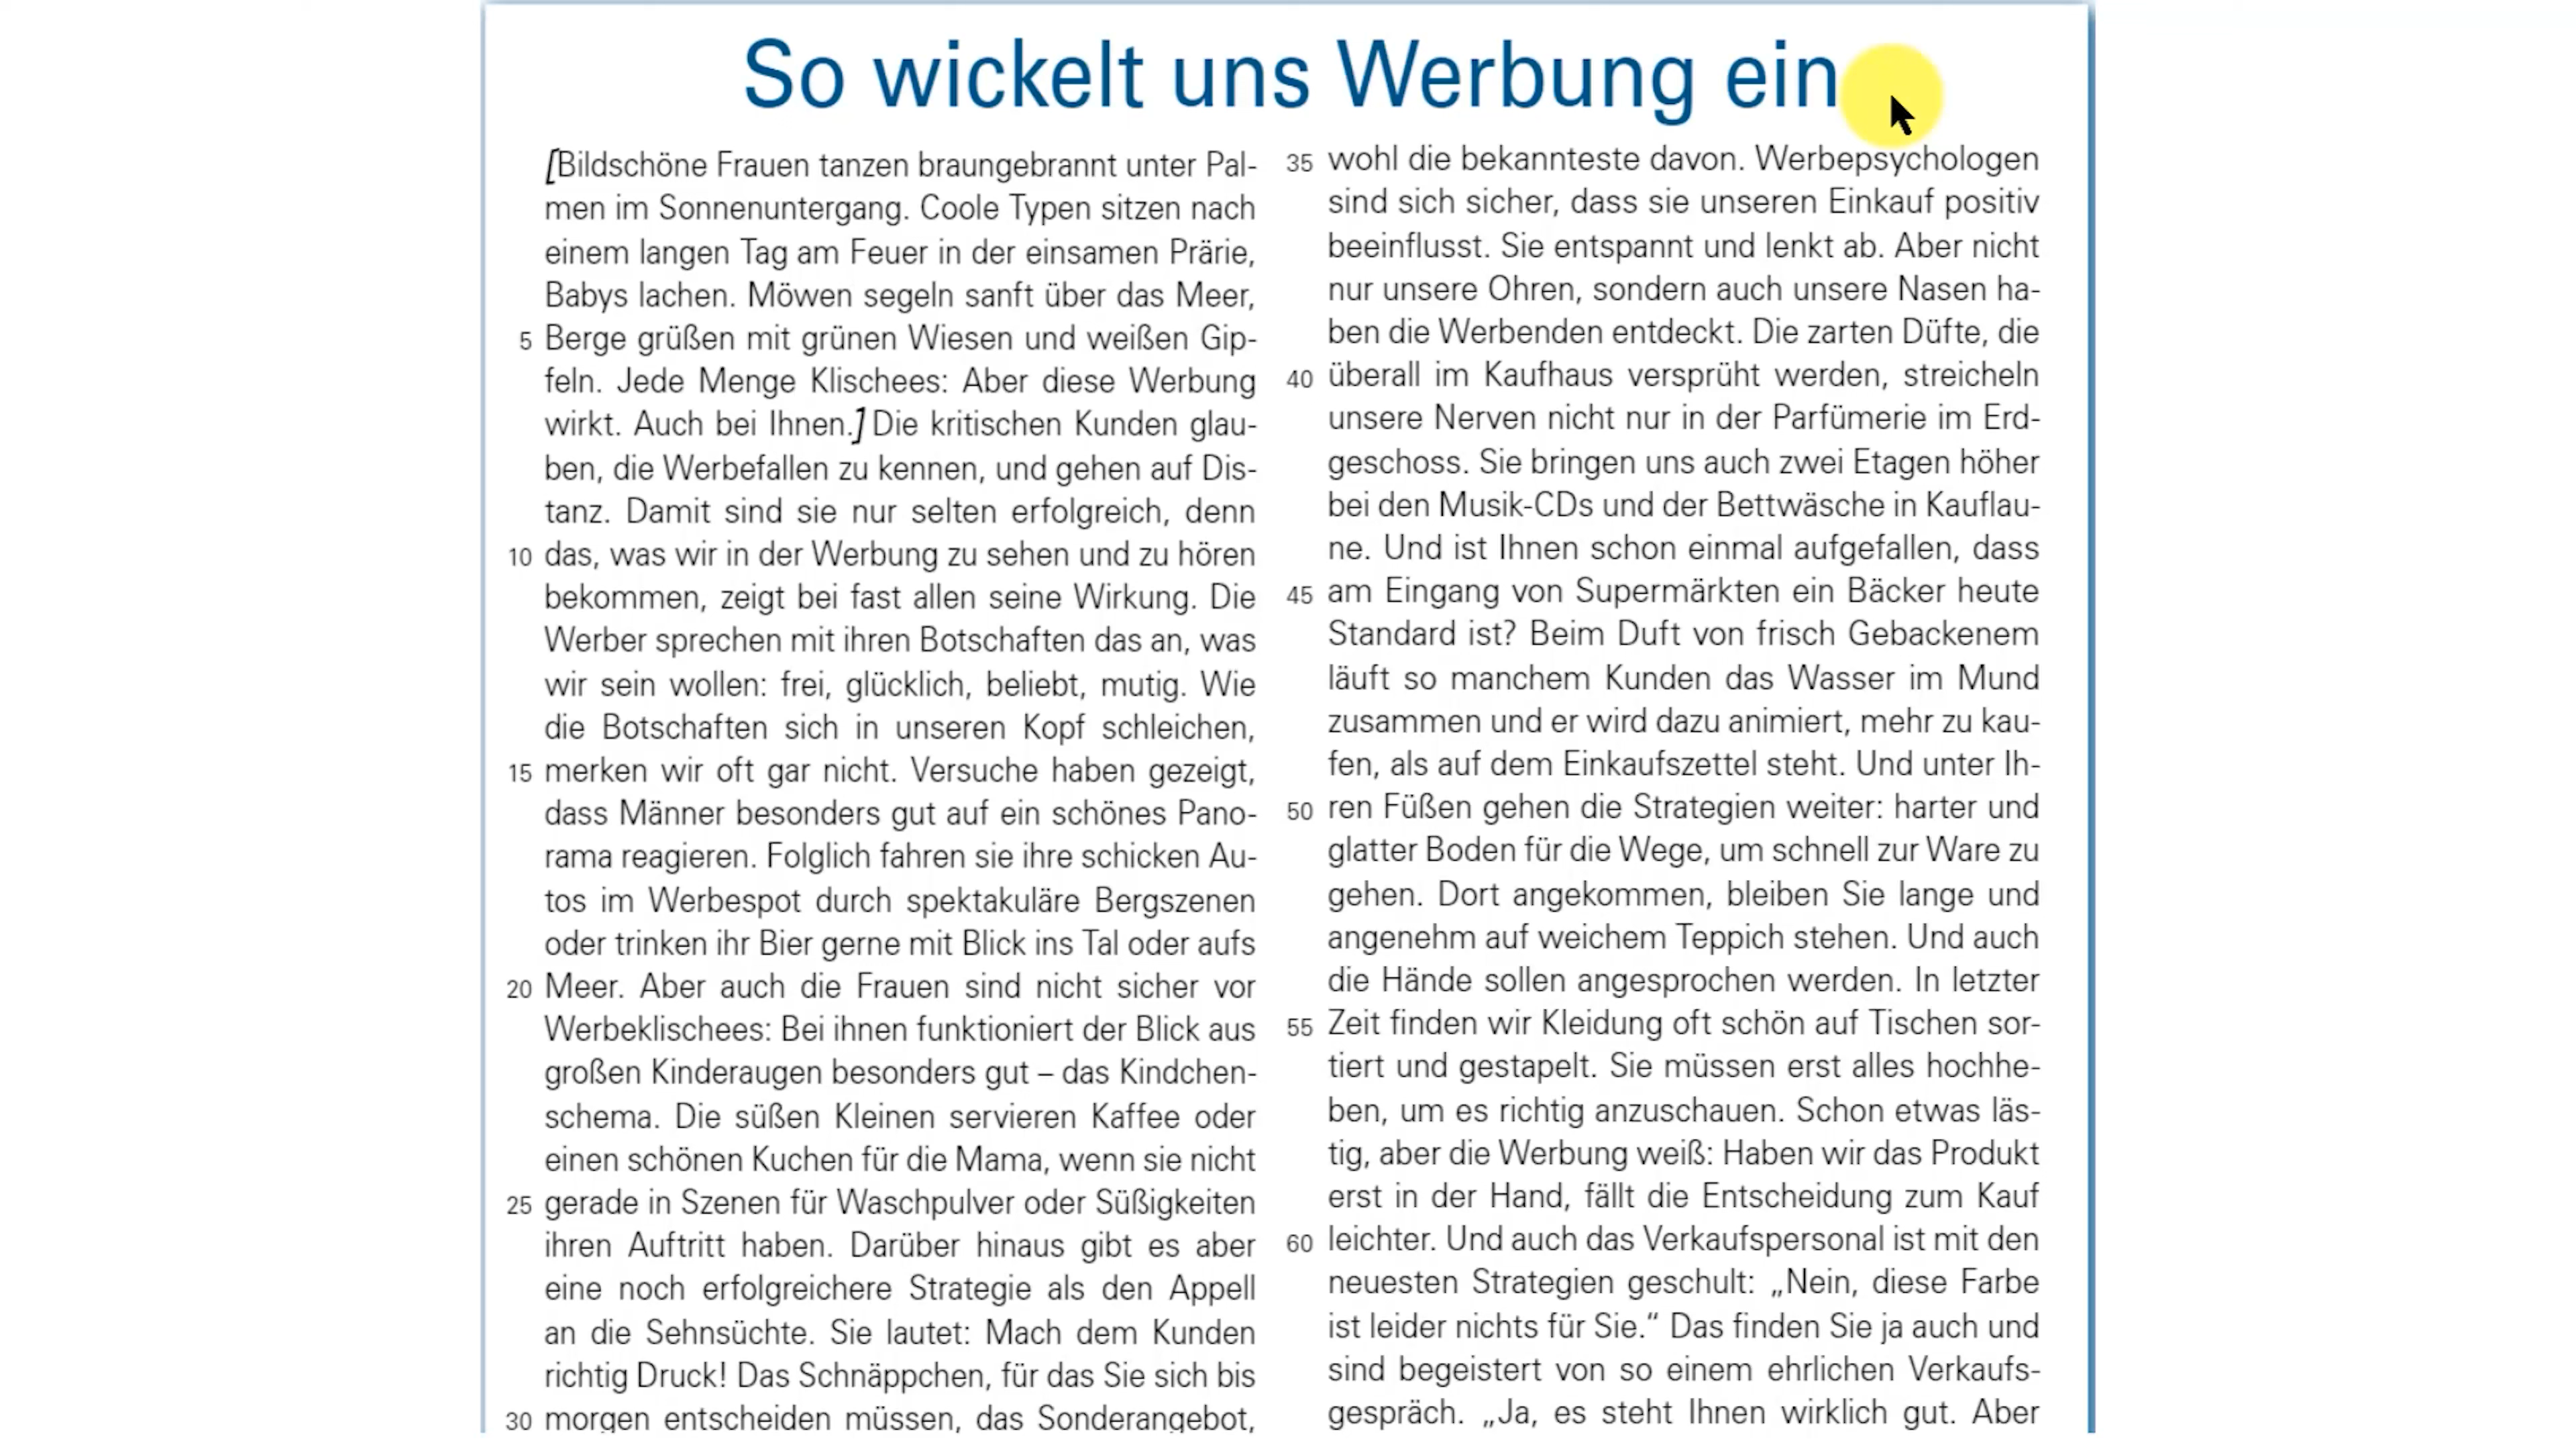 So wickelt uns Werbung ein
[Bildschöne Frauen tanzen braungebrannt unter Pal-
men im Sonnenuntergang. Coole Typen sitzen nach
einem langen Tag am Feuer in der einsamen Prärie,
Babys lachen. Möwen segeln sanft über das Meer,
5 Berge grüßen mit grünen Wiesen und weißen Gip-
feln. Jede Menge Klischees: Aber diese Werbung
wirkt. Auch bei Ihnen.] Die kritischen Kunden glau-
ben, die Werbefallen zu kennen, und gehen auf Dis-
tanz. Damit sind sie nur selten erfolgreich, denn
10 das, was wir in der Werbung zu sehen und zu hören
bekommen, zeigt bei fast allen seine Wirkung. Die
Werber sprechen mit ihren Botschaften das an, was
wir sein wollen: frei, glücklich, beliebt, mutig. Wie
die Botschaften sich in unseren Kopf schleichen,
15 merken wir oft gar nicht. Versuche haben gezeigt,
dass Männer besonders gut auf ein schönes Pano-
rama reagieren. Folglich fahren sie ihre schicken Au-
tos im Werbespot durch spektakuläre Bergszenen
oder trinken ihr Bier gerne mit Blick ins Tal oder aufs
20 Meer. Aber auch die Frauen sind nicht sicher vor
Werbeklischees: Bei ihnen funktioniert der Blick aus
großen Kinderaugen besonders gut – das Kindchen-
schema. Die süßen Kleinen servieren Kaffee oder
einen schönen Kuchen für die Mama, wenn sie nicht
25 gerade in Szenen für Waschpulver oder Süßigkeiten
ihren Auftritt haben. Darüber hinaus gibt es aber
eine noch erfolgreichere Strategie als den Appell
an die Sehnsüchte. Sie lautet: Mach dem Kunden
richtig Druck! Das Schnäppchen, für das Sie sich bis
30 morgen entscheiden müssen, das Sonderangebot,
35 wohl die bekannteste davon. Werbepsychologen
sind sich sicher, dass sie unseren Einkauf positiv
beeinflusst. Sie entspannt und lenkt ab. Aber nicht
nur unsere Ohren, sondern auch unsere Nasen ha-
ben die Werbenden entdeckt. Die zarten Düfte, die
40 überall im Kaufhaus versprüht werden, streicheln
unsere Nerven nicht nur in der Parfümerie im Erd-
geschoss. Sie bringen uns auch zwei Etagen höher
bei den Musik-CDs und der Bettwäsche in Kauflau-
ne. Und ist Ihnen schon einmal aufgefallen, dass
45 am Eingang von Supermärkten ein Bäcker heute
Standard ist? Beim Duft von frisch Gebackenem
läuft so manchem Kunden das Wasser im Mund
zusammen und er wird dazu animiert, mehr zu kau-
fen, als auf dem Einkaufszettel steht. Und unter Ih-
50 ren Füßen gehen die Strategien weiter: harter und
glatter Boden für die Wege, um schnell zur Ware zu
gehen. Dort angekommen, bleiben Sie lange und
angenehm auf weichem Teppich stehen. Und auch
die Hände sollen angesprochen werden. In letzter
55 Zeit finden wir Kleidung oft schön auf Tischen sor-
tiert und gestapelt. Sie müssen erst alles hochhe-
ben, um es richtig anzuschauen. Schon etwas läs-
tig, aber die Werbung weiß: Haben wir das Produkt
erst in der Hand, fällt die Entscheidung zum Kauf
60 leichter. Und auch das Verkaufspersonal ist mit den
neuesten Strategien geschult: „Nein, diese Farbe
ist leider nichts für Sie.“ Das finden Sie ja auch und
sind begeistert von so einem ehrlichen Verkaufs-
gespräch. „Ja, es steht Ihnen wirklich gut. Aber